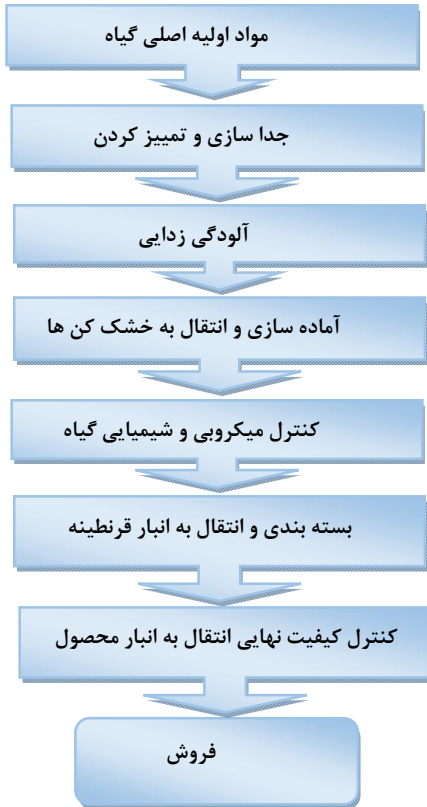 مواد اولیه اصلی گیاه
جدا سازی و تمییز کردن
آلودگی زدایی
آماده سازی و انتقال به خشک کن ها
کنترل میکروبی و شیمیایی گیاه
بسته بندی و انتقال به انبار قرنطینه
کنترل کیفیت نهایی انتقال به انبار محصول
فروش